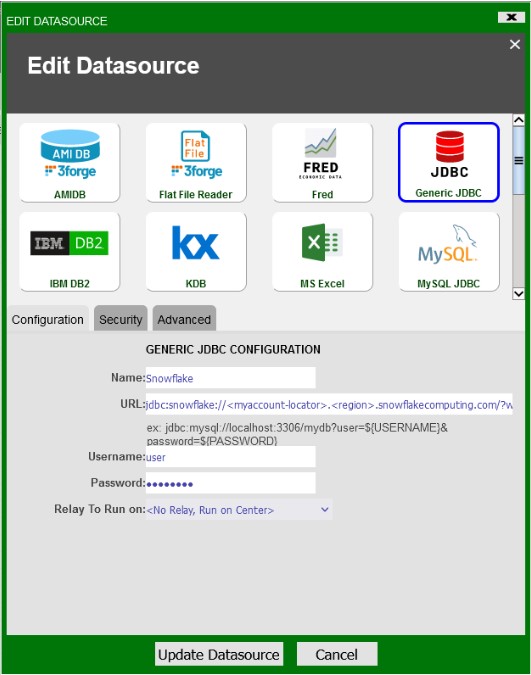 EDIT DATASOURCE
Edit Datasource
AMI DB
3forge
AMIDB
Flat
File
3forge
Flat File Reader
FRED
ECONOMIC DATA
Fred
JDBC
Generic JDBC
IBM DB2
IBM DB2
kx
KDB
X
MS Excel
MySQL
MySQL JDBC
Configuration Security Advanced
GENERIC JDBC CONFIGURATION
Name:Snowflake
URL:jdbc:snowflake://<myaccount-locator>.<region>.snowflakecomputing.com/?w
ex: jdbc:mysql://localhost:3306/mydb?user=${USERNAME}&
password=${PASSWORD}
Username:user
Password:••••••••
Relay To Run on:<No Relay, Run on Center>
Update Datasource Cancel